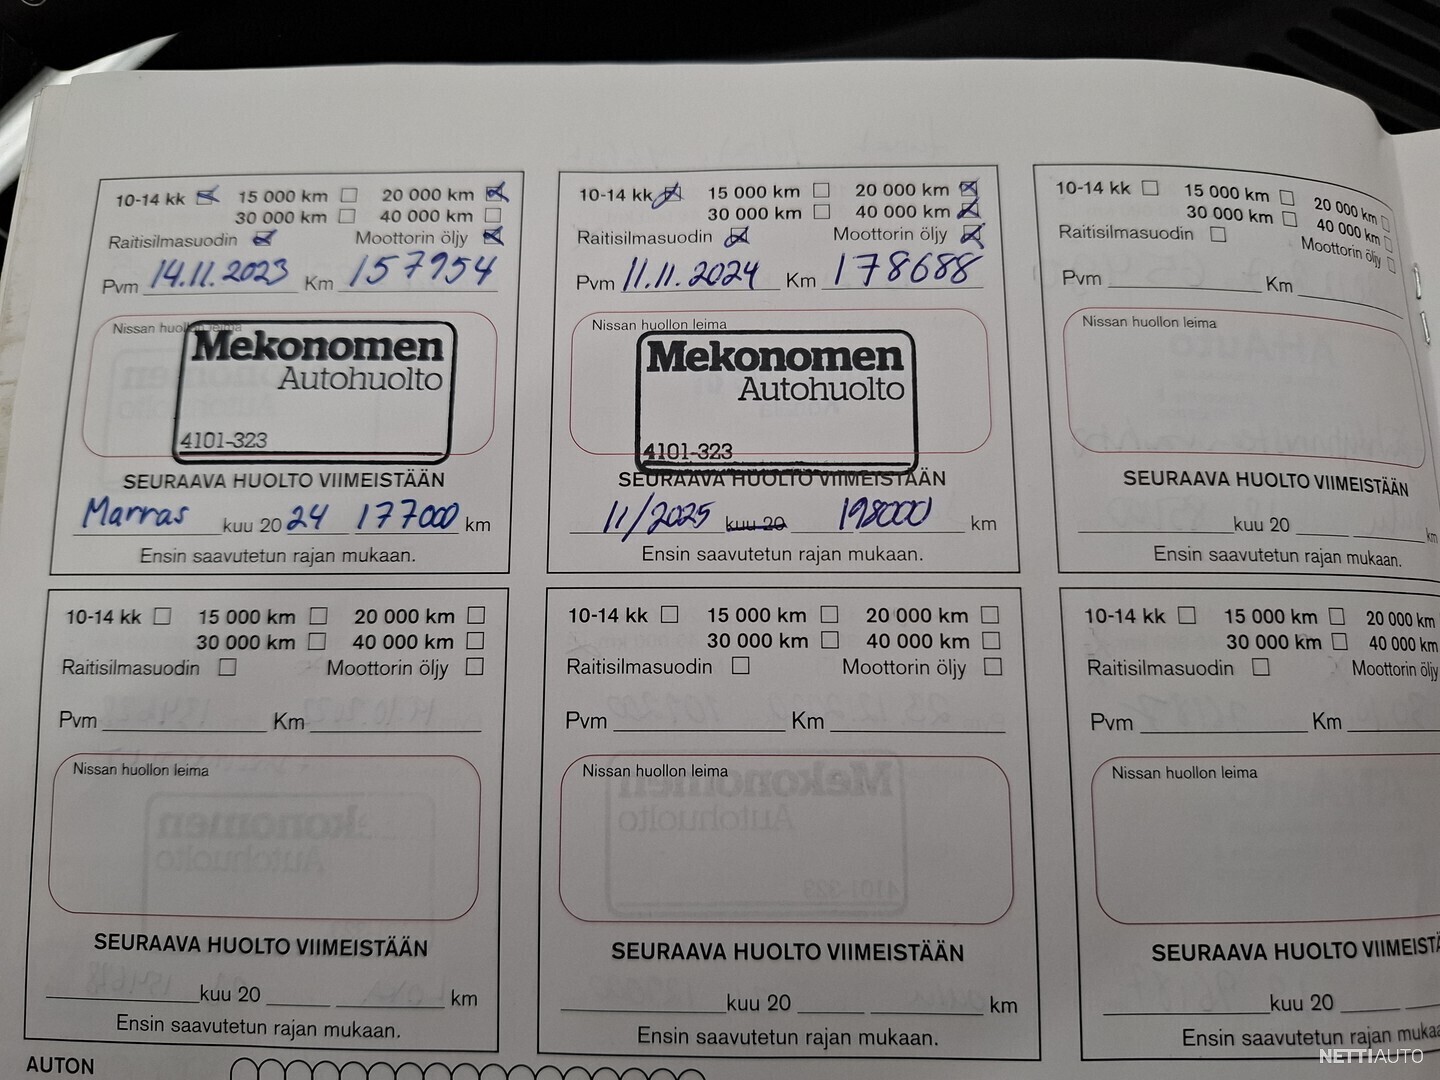 10-14 kk 15 000 km 20 000 km
30 000 km 40 000 km
Raitisilmasuodin Moottorin öljy
Pvm 14.11.2023 Km 157954
Nissan huollon leima
Mekonomen
Autohuolto
4101-323
SEURAAVA HUOLTO VIIMEISTÄÄN
Marras kuu 20 24 177000 km
Ensin saavutetun rajan mukaan.
10-14 kk 15 000 km 20 000 km
30 000 km 40 000 km
Raitisilmasuodin Moottorin öljy
Pvm 11.11.2024 Km 178688
Nissan huollon leima
Mekonomen
Autohuolto
4101-323
SEURAAVA HUOLTO VIIMEISTÄÄN
11/2025 kuu 20 198000 km
Ensin saavutetun rajan mukaan.
10-14 kk 15 000 km 20 000 km
30 000 km 40 000 km
Raitisilmasuodin Moottorin öljy
Pvm Km
Nissan huollon leima
SEURAAVA HUOLTO VIIMEISTÄÄN
kuu 20 km
Ensin saavutetun rajan mukaan.
10-14 kk 15 000 km 20 000 km
30 000 km 40 000 km
Raitisilmasuodin Moottorin öljy
Pvm Km
Nissan huollon leima
SEURAAVA HUOLTO VIIMEISTÄÄN
kuu 20 km
Ensin saavutetun rajan mukaan.
10-14 kk 15 000 km 20 000 km
30 000 km 40 000 km
Raitisilmasuodin Moottorin öljy
Pvm Km
Nissan huollon leima
SEURAAVA HUOLTO VIIMEISTÄÄN
kuu 20 km
Ensin saavutetun rajan mukaan.
10-14 kk 15 000 km 20 000 km
30 000 km 40 000 km
Raitisilmasuodin Moottorin öljy
Pvm Km
Nissan huollon leima
SEURAAVA HUOLTO VIIMEISTÄ
kuu 20
Ensin saavutetun rajan muka
AUTON
NETTIAUTO